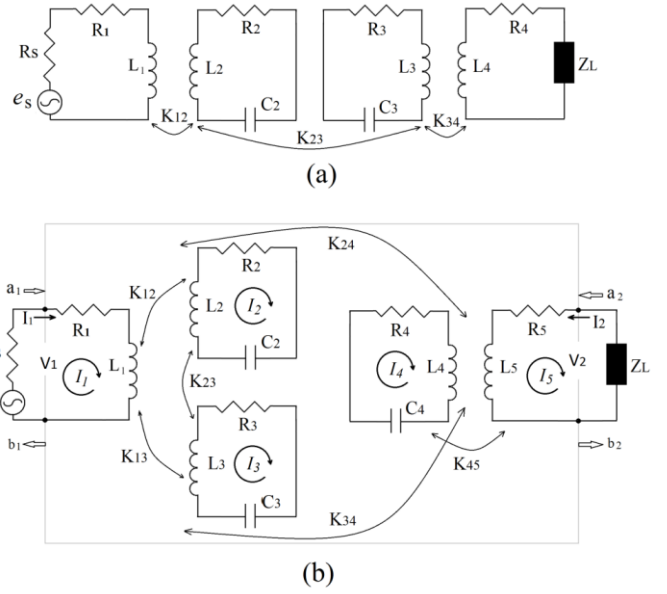 R1 R2 R3 R4
Rs L1 L2 L3 L4 ZL
es C2 C3
K12 K23 K34
(a)
K24
a1 K12 R2 a2
I1 L2 I2 I2
R1 C2 R4 R5
V1 I1 L1 K23 I4 L4 L5 I5 V2 ZL
R3 C4
b1 K13 L3 I3 K45 b2
C3
K34
(b)